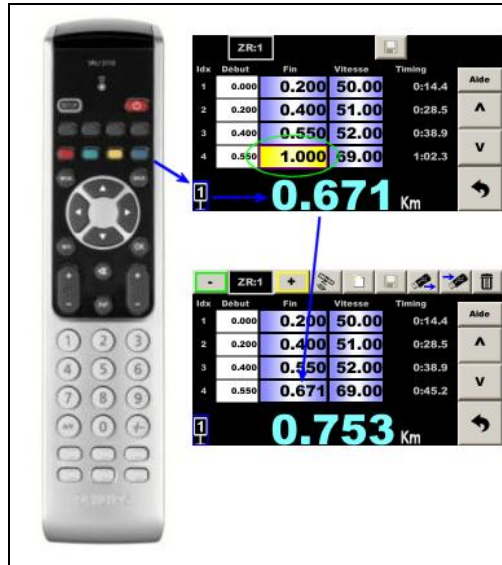 ZR:1
Idx Début Fin Vitesse Timing
1 0.000 0.200 50.00 0:14.4
2 0.200 0.400 51.00 0:28.5
3 0.400 0.550 52.00 0:38.9
4 0.550 1.000 69.00 1:02.3
Aide
Λ
V
1 0.671 Km
- ZR:1 +
Idx Début Fin Vitesse Timing
1 0.000 0.200 50.00 0:14.4
2 0.200 0.400 51.00 0:28.5
3 0.400 0.550 52.00 0:38.9
4 0.550 0.671 69.00 0:45.2
Aide
Λ
V
1 0.753 Km
OK
+ +
- -
1 2 3
4 5 6
7 8 9
0